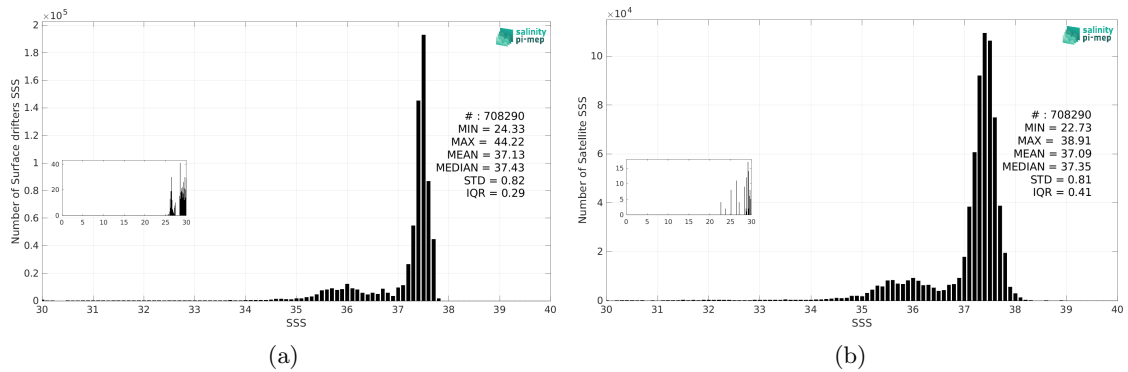 ×10⁵
2
1.8
1.6
1.4
1.2
1
0.8
0.6
0.4
0.2
0
Number of Surface drifters SSS
salinity
pi-mep
# : 708290
MIN = 24.33
MAX = 44.22
MEAN = 37.13
MEDIAN = 37.43
STD = 0.82
IQR = 0.29
40
20
0
0 5 10 15 20 25 30
30 31 32 33 34 35 36 37 38 39 40
SSS
(a)
×10⁴
10
8
6
4
2
0
Number of Satellite SSS
salinity
pi-mep
# : 708290
MIN = 22.73
MAX = 38.91
MEAN = 37.09
MEDIAN = 37.35
STD = 0.81
IQR = 0.41
15
10
5
0
0 5 10 15 20 25 30
30 31 32 33 34 35 36 37 38 39 40
SSS
(b)